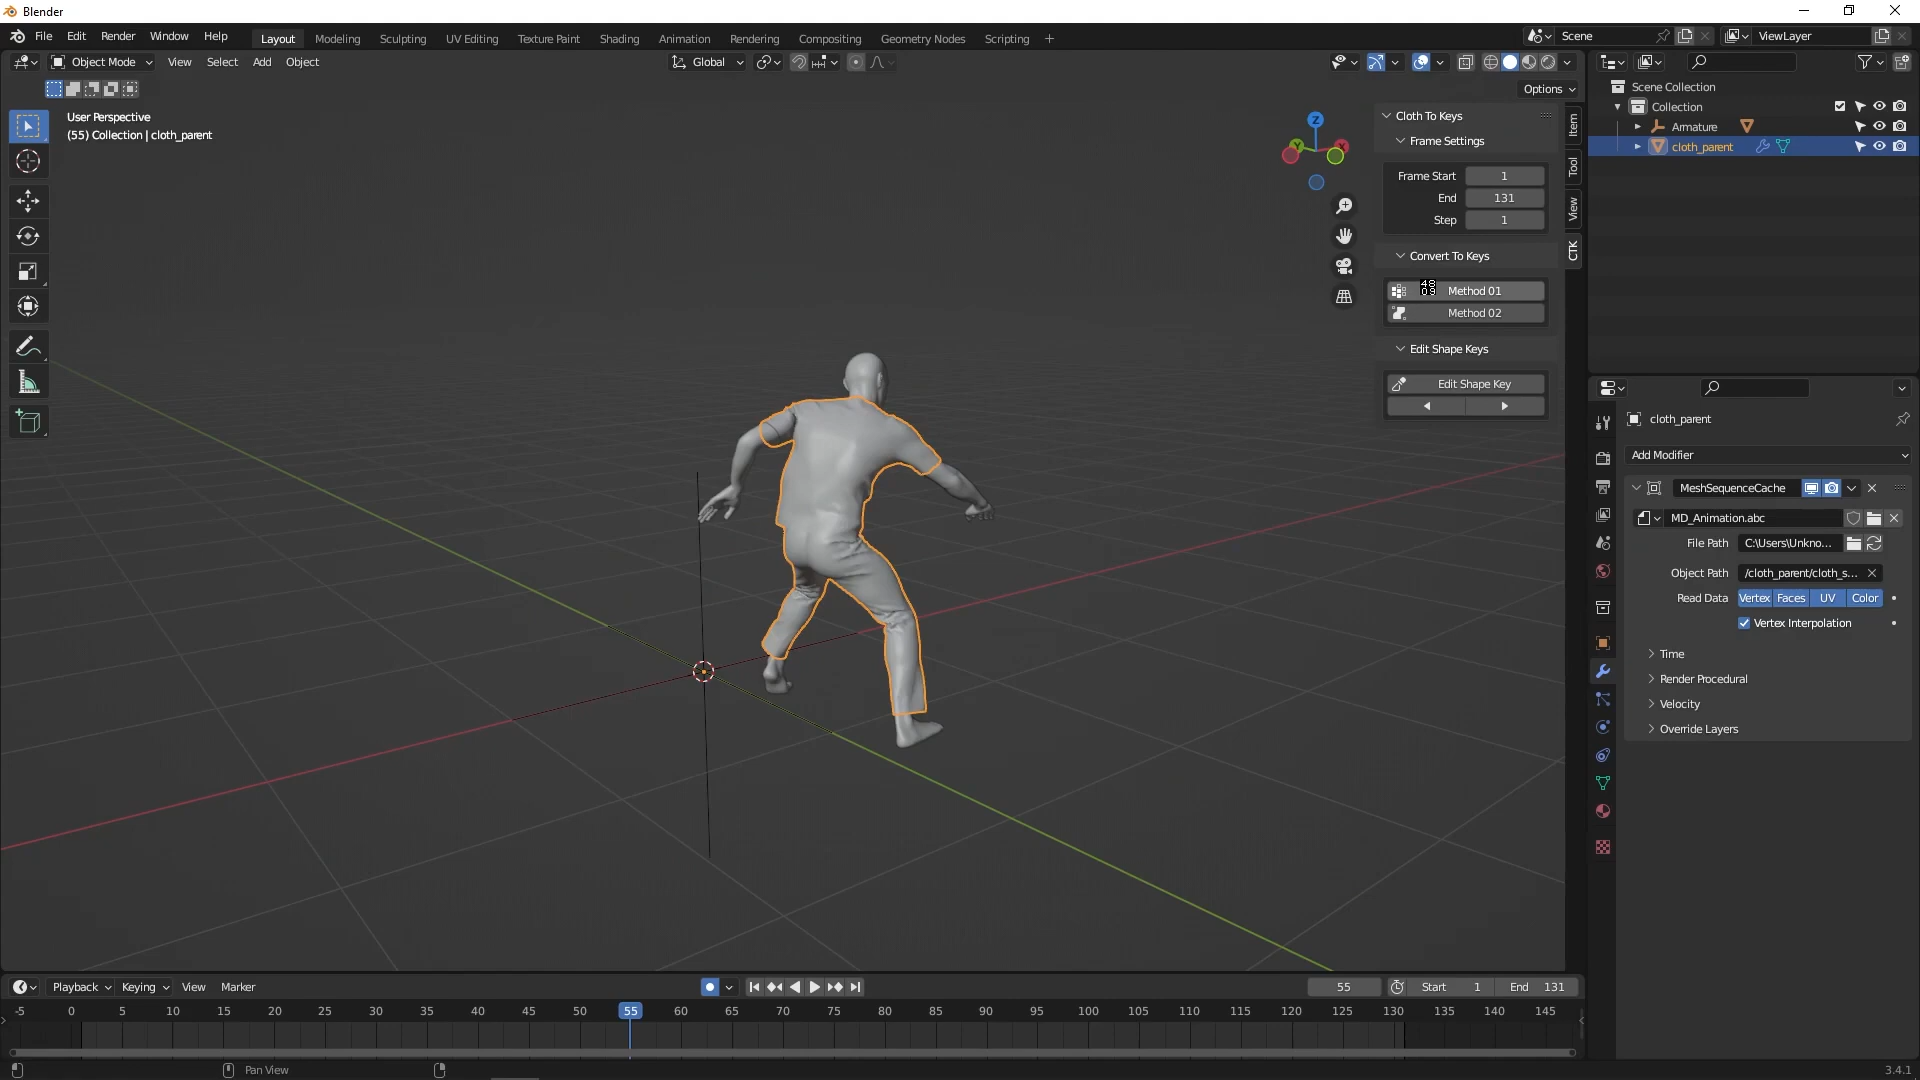 Blender
File Edit Render Window Help
Layout Modeling Sculpting UV Editing Texture Paint Shading Animation Rendering Compositing Geometry Nodes Scripting +
Scene
ViewLayer
Object Mode View Select Add Object
Global
Options
User Perspective
(55) Collection | cloth_parent
Z
Y
X
Cloth To Keys
Frame Settings
Frame Start 1
End 131
Step 1
Convert To Keys
Method 01
48
09
Method 02
Edit Shape Keys
Edit Shape Key
Item
Tool
View
CTK
Scene Collection
Collection
Armature
cloth_parent
cloth_parent
Add Modifier
MeshSequenceCache
MD_Animation.abc
File Path C:\Users\Unkno...
Object Path /cloth_parent/cloth_s...
Read Data Vertex Faces UV Color
Vertex Interpolation
Time
Render Procedural
Velocity
Override Layers
Playback Keying View Marker
55
Start 1
End 131
-5 0 5 10 15 20 25 30 35 40 45 50 55 60 65 70 75 80 85 90 95 100 105 110 115 120 125 130 135 140 145
Pan View
3.4.1